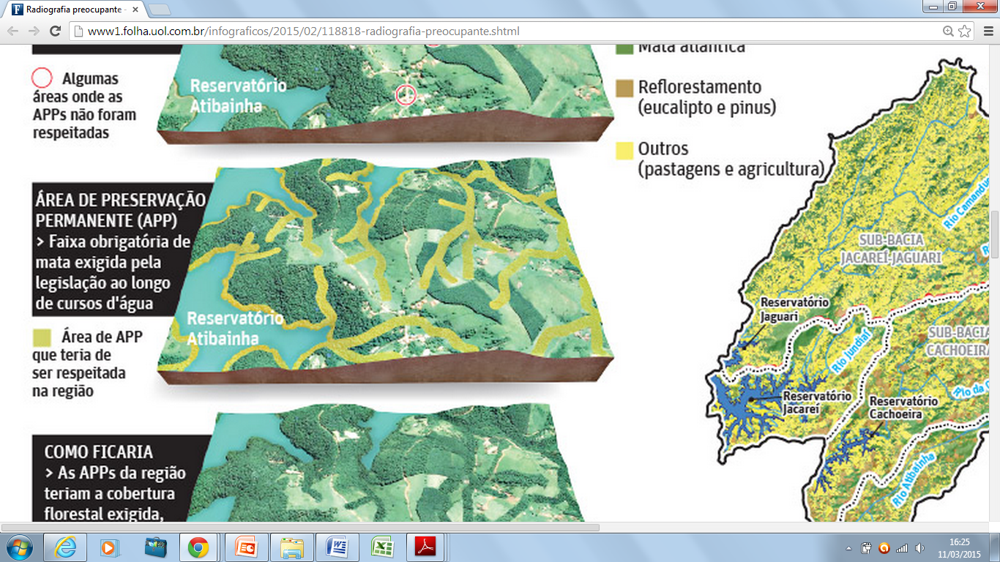 Radiografia preocupante -
www1.folha.uol.com.br/infograficos/2015/02/118818-radiografia-preocupante.shtml
Algumas
áreas onde as
APPs não foram
respeitadas
Reservatório
Atibainha
ÁREA DE PRESERVAÇÃO
PERMANENTE (APP)
> Faixa obrigatória de
mata exigida pela
legislação ao longo
de cursos d'água
Área de APP
que teria de
ser respeitada
na região
Reservatório
Atibainha
COMO FICARIA
> As APPs da região
teriam a cobertura
florestal exigida,
Mata atlântica
Reflorestamento
(eucalipto e pinus)
Outros
(pastagens e agricultura)
SUB-BACIA
JACAREÍ-JAGUARI
Reservatório
Jaguari
Rio Jundiaí
SUB-BACIA
CACHOEIRA
Reservatório
Jacareí
Reservatório
Cachoeira
Rio Atibainha
16:25
11/03/2015